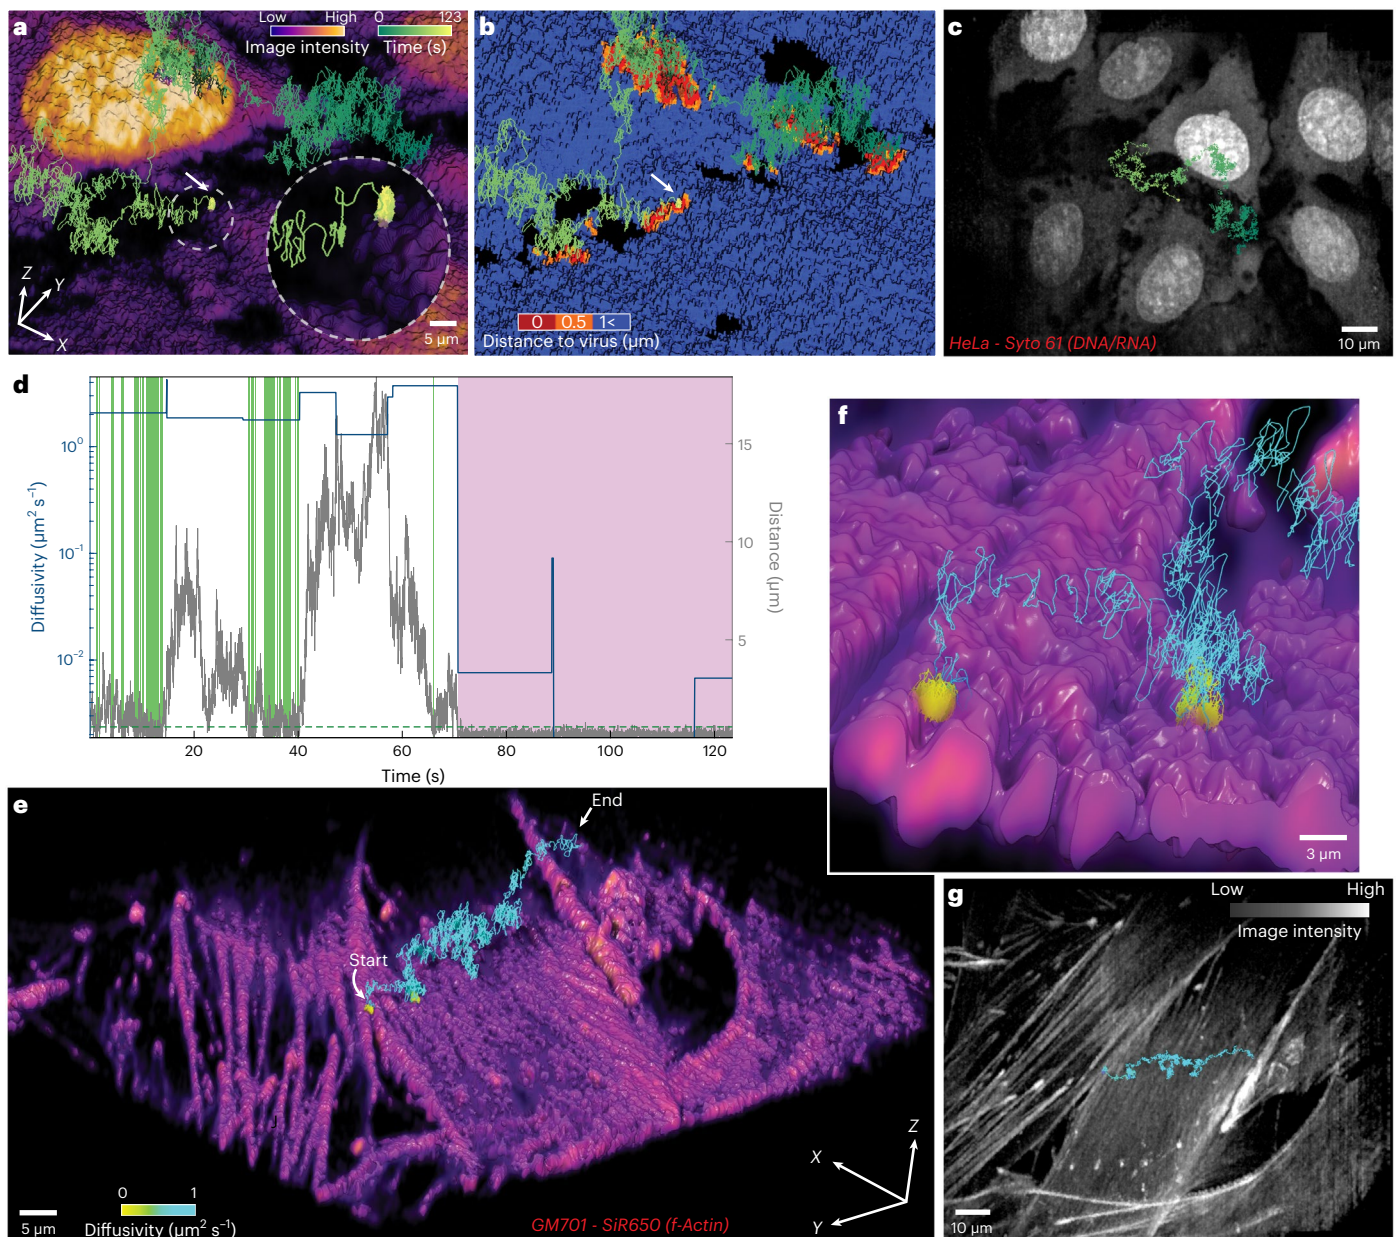 a
Low High
Image intensity
0 123
Time (s)
Z
Y
X
5 µm
b
0 0.5 1<
Distance to virus (µm)
c
HeLa - Syto 61 (DNA/RNA)
10 µm
d
Diffusivity (µm² s⁻¹)
10⁰
10⁻¹
10⁻²
15
10
5
Distance (µm)
20 40 60 80 100 120
Time (s)
f
3 µm
e
End
Start
0 1
Diffusivity (µm² s⁻¹)
5 µm
GM701 - SiR650 (f-Actin)
Z
X
Y
g
Low High
Image intensity
10 µm